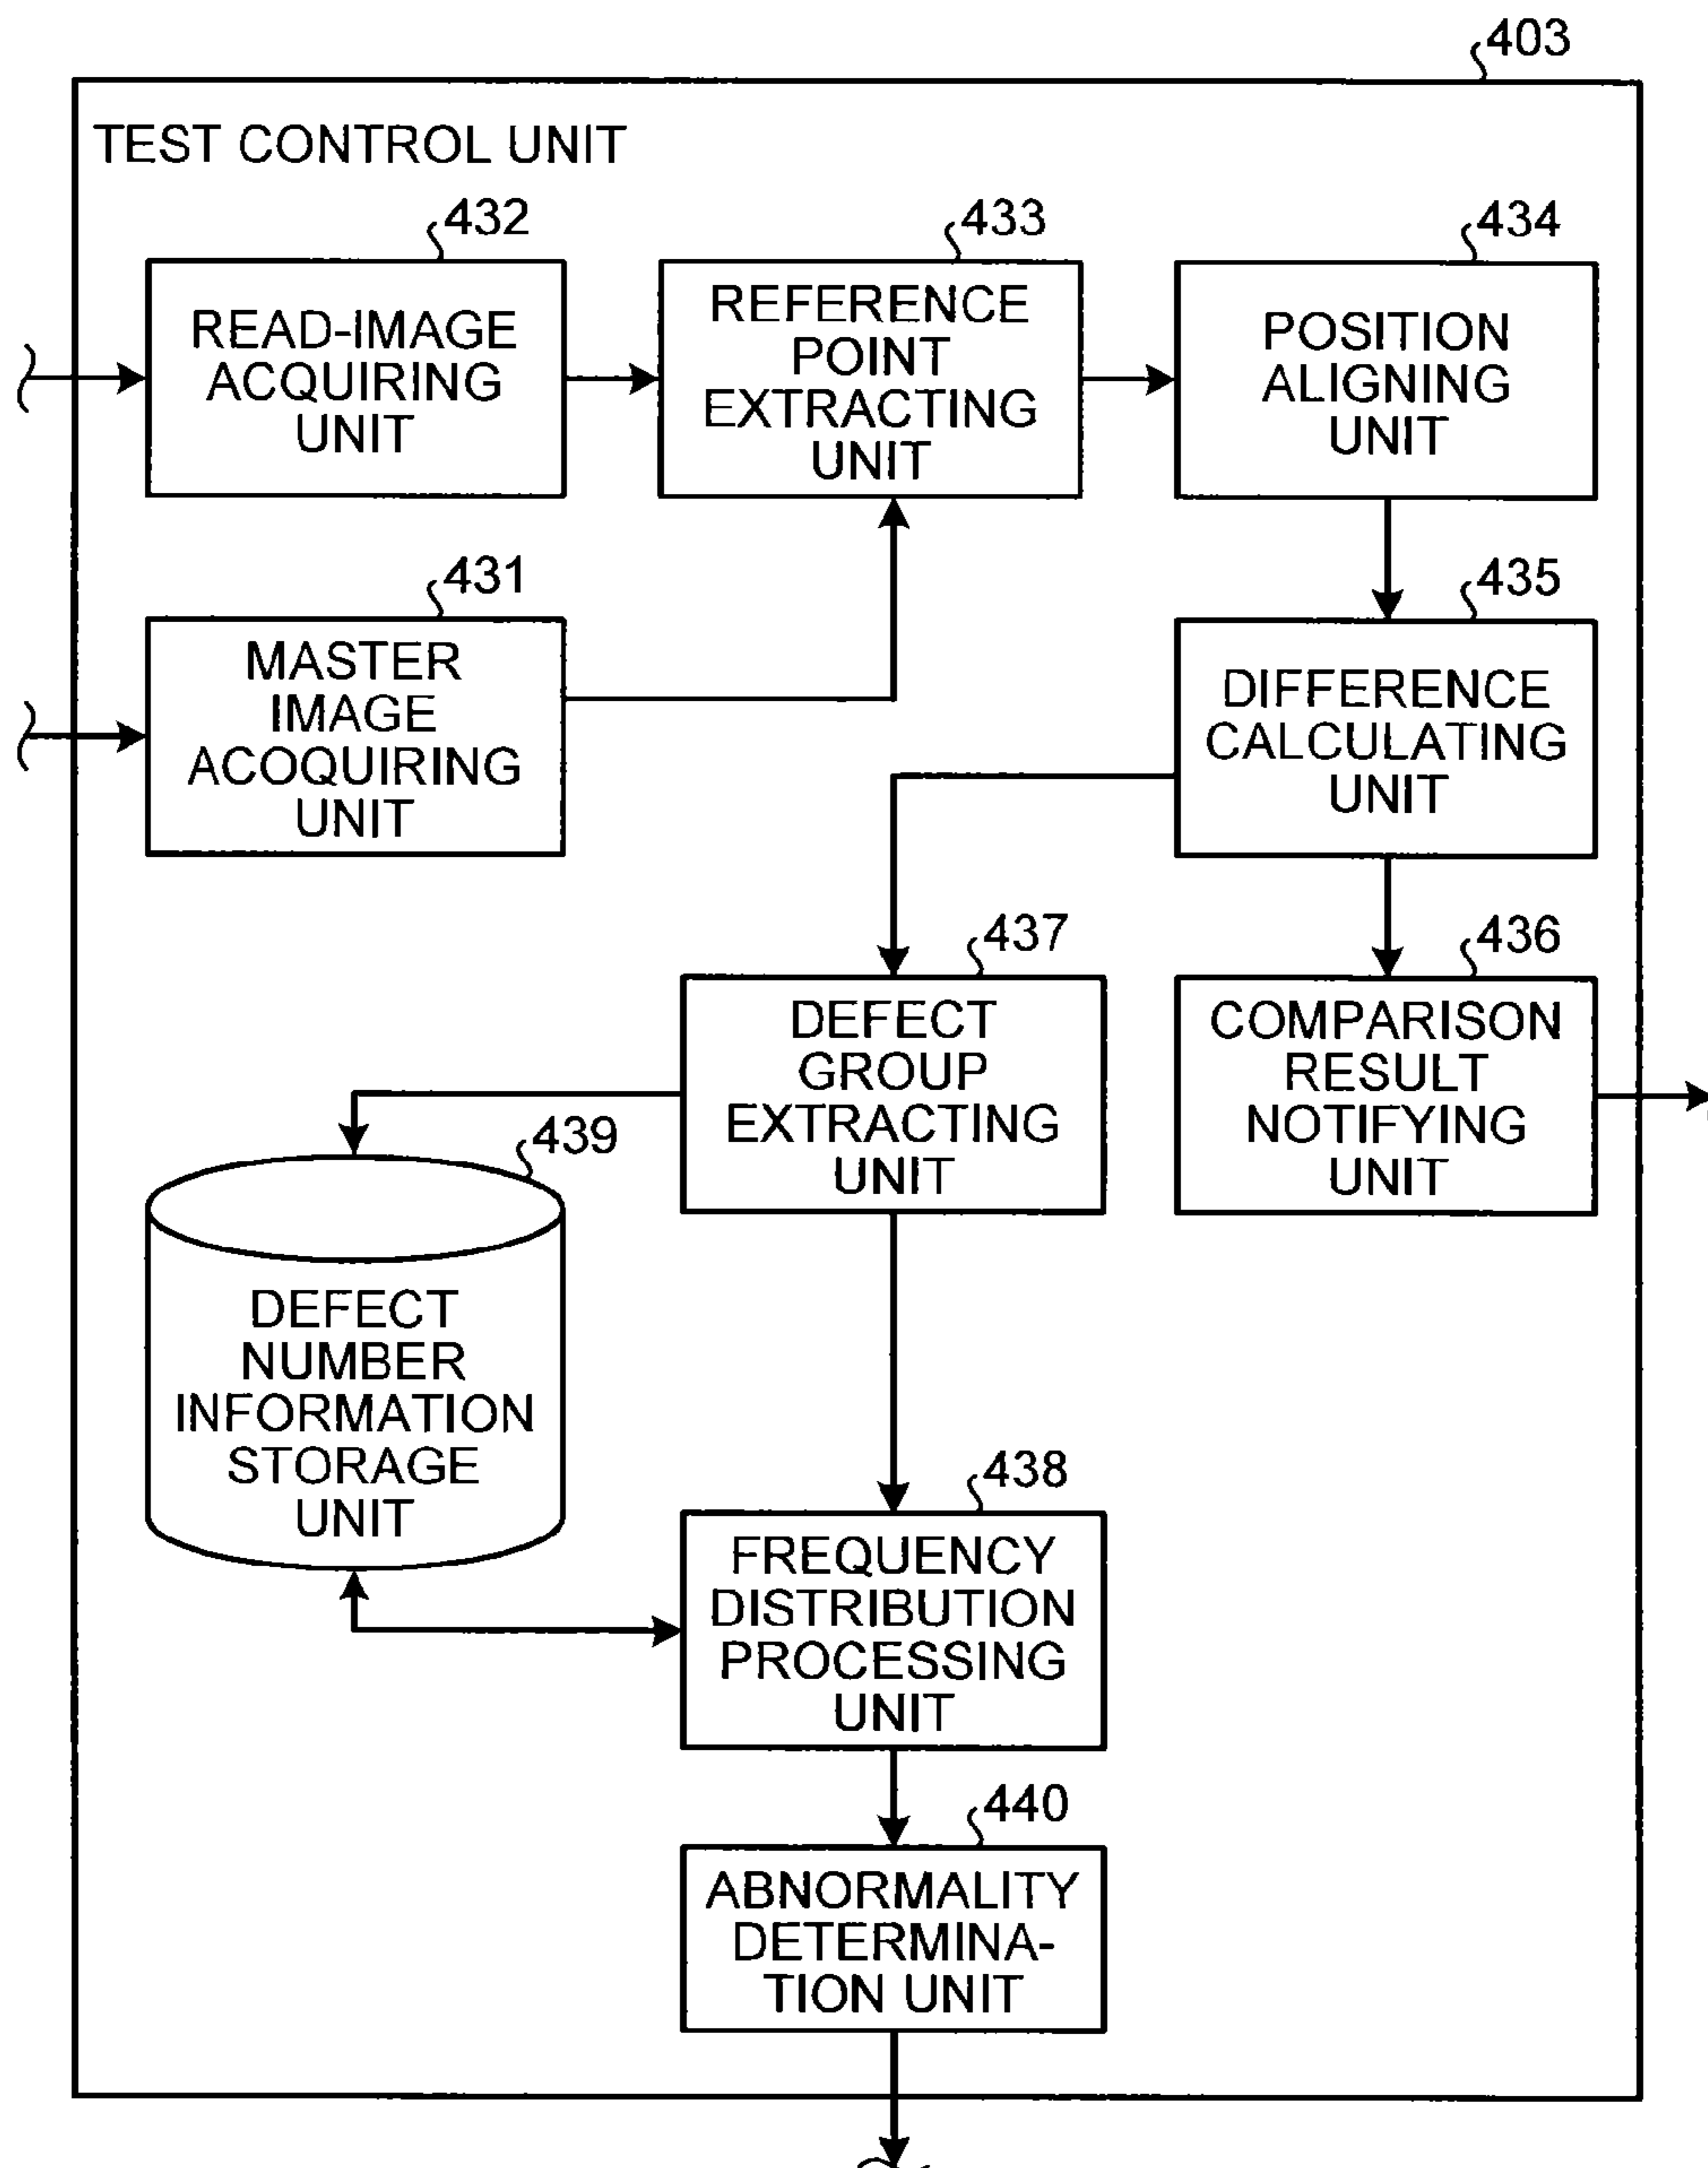 403
TEST CONTROL UNIT
432
433
434
READ-IMAGE
ACQUIRING
UNIT
REFERENCE
POINT
EXTRACTING
UNIT
POSITION
ALIGNING
UNIT
431
435
MASTER
IMAGE
ACOQUIRING
UNIT
DIFFERENCE
CALCULATING
UNIT
437
436
DEFECT
GROUP
EXTRACTING
UNIT
COMPARISON
RESULT
NOTIFYING
UNIT
439
DEFECT
NUMBER
INFORMATION
STORAGE
UNIT
438
FREQUENCY
DISTRIBUTION
PROCESSING
UNIT
440
ABNORMALITY
DETERMINA-
TION UNIT